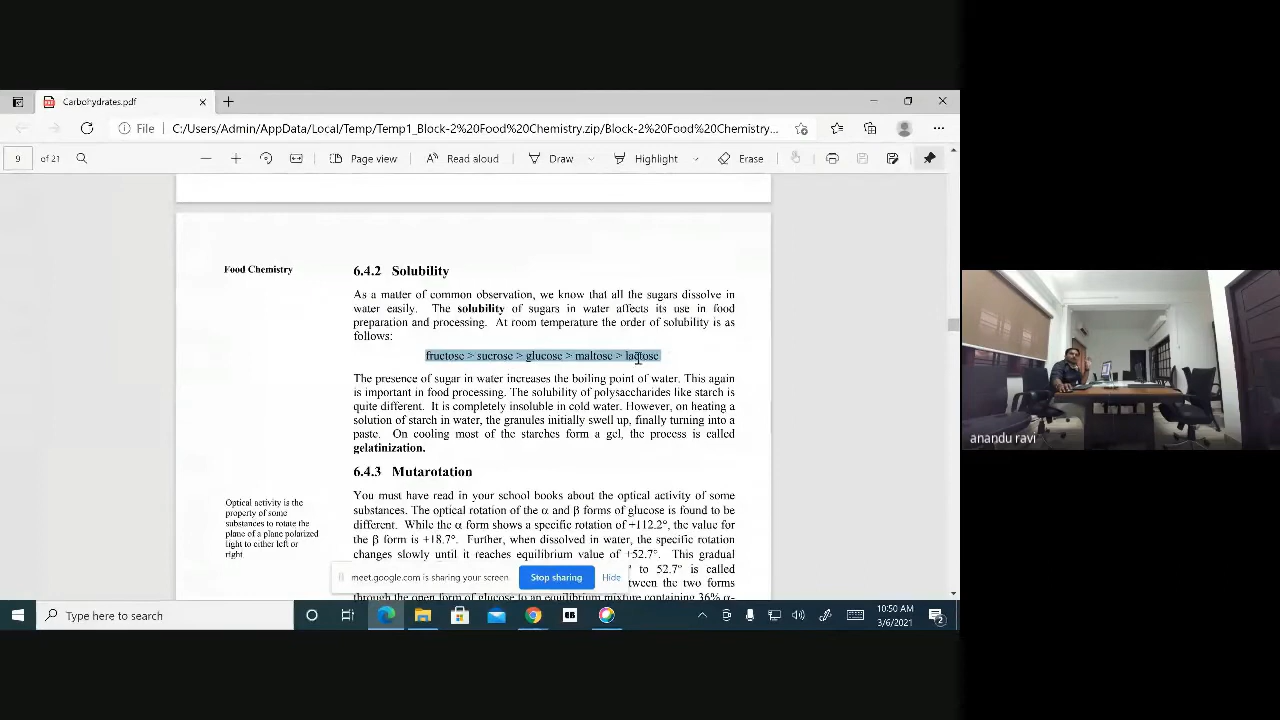 Carbohydrates.pdf
File
C:/Users/Admin/AppData/Local/Temp/Temp1_Block-2%20Food%20Chemistry.zip/Block-2%20Food%20Chemistry...
9 of 21
Page view
Read aloud
Draw
Highlight
Erase
Food Chemistry
6.4.2 Solubility
As a matter of common observation, we know that all the sugars dissolve in
water easily. The solubility of sugars in water affects its use in food
preparation and processing. At room temperature the order of solubility is as
follows:
fructose > sucrose > glucose > maltose > lactose
The presence of sugar in water increases the boiling point of water. This again
is important in food processing. The solubility of polysaccharides like starch is
quite different. It is completely insoluble in cold water. However, on heating a
solution of starch in water, the granules initially swell up, finally turning into a
paste. On cooling most of the starches form a gel, the process is called
gelatinization.
6.4.3 Mutarotation
Optical activity is the
property of some
substances to rotate the
plane of a plane polarized
light to either left or
right
You must have read in your school books about the optical activity of some
substances. The optical rotation of the α and β forms of glucose is found to be
different. While the α form shows a specific rotation of +112.2°, the value for
the β form is +18.7°. Further, when dissolved in water, the specific rotation
changes slowly until it reaches equilibrium value of +52.7°. This gradual
° to 52.7° is called
tween the two forms
through the open form of glucose to an equilibrium mixture containing 36% α-
meet.google.com is sharing your screen.
Stop sharing
Hide
anandu ravi
Type here to search
10:50 AM
3/6/2021
2